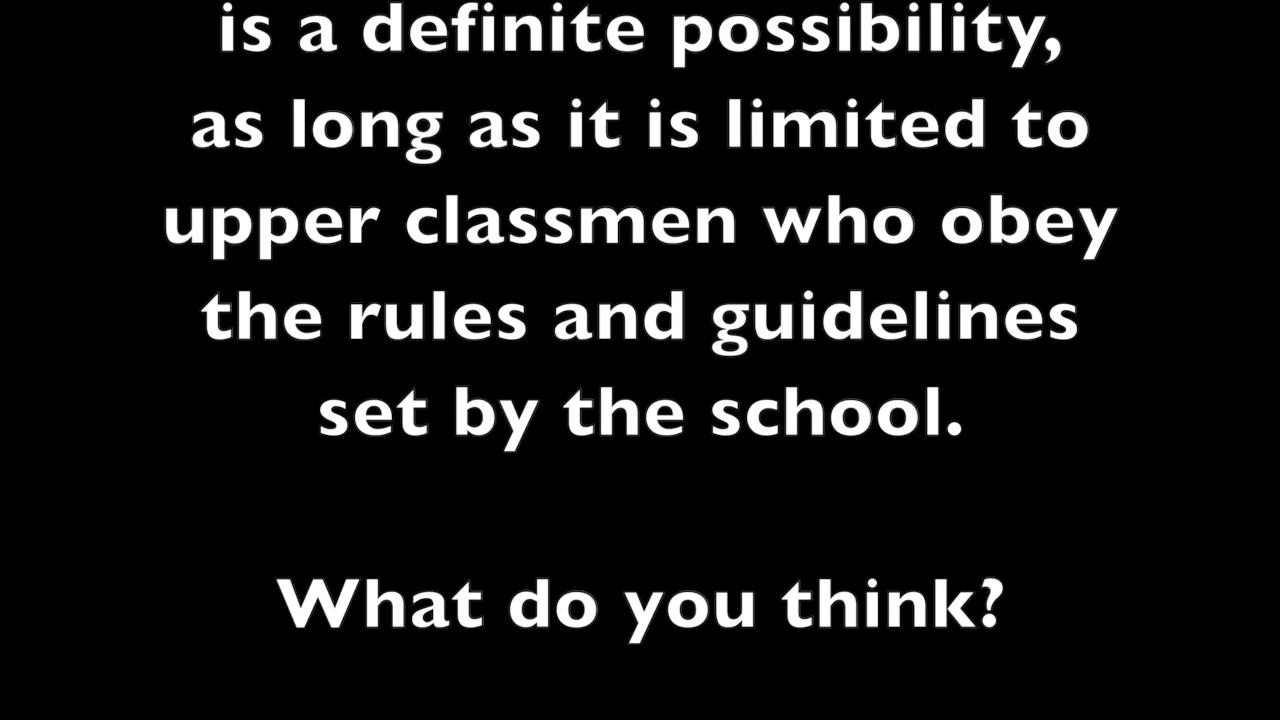 is a definite possibility,
as long as it is limited to
upper classmen who obey
the rules and guidelines
set by the school.
What do you think?